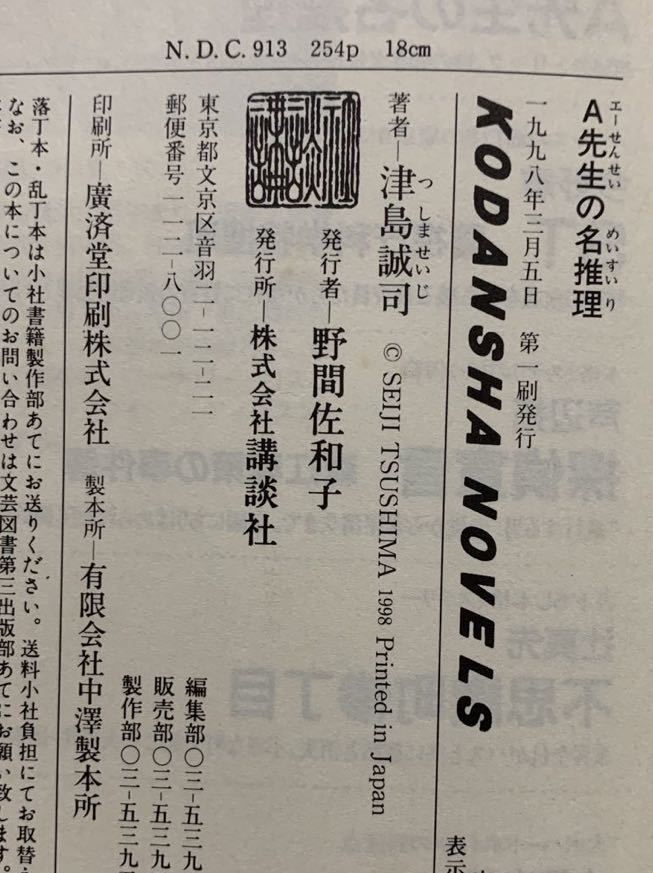 N.D.C.913 254p 18cm
エーせんせい めいすいり
A先生の名推理
一九九八年三月五日 第一刷発行
KODANSHA NOVELS
表示
つしませいじ
著者―津島誠司 © SEIJI TSUSHIMA 1998 Printed in Japan
発行者―野間佐和子
発行所―株式会社講談社
東京都文京区音羽二-一二-二一
郵便番号一一二-八〇〇一
編集部〇三-五三九
販売部〇三-五三九
製作部〇三-五三九
印刷所―廣済堂印刷株式会社 製本所―有限会社中澤製本所
落丁本・乱丁本は小社書籍製作部あてにお送りください。送料小社負担にてお取替え
なお、この本についてのお問い合わせは文芸図書第三出版部あてにお願い致します。